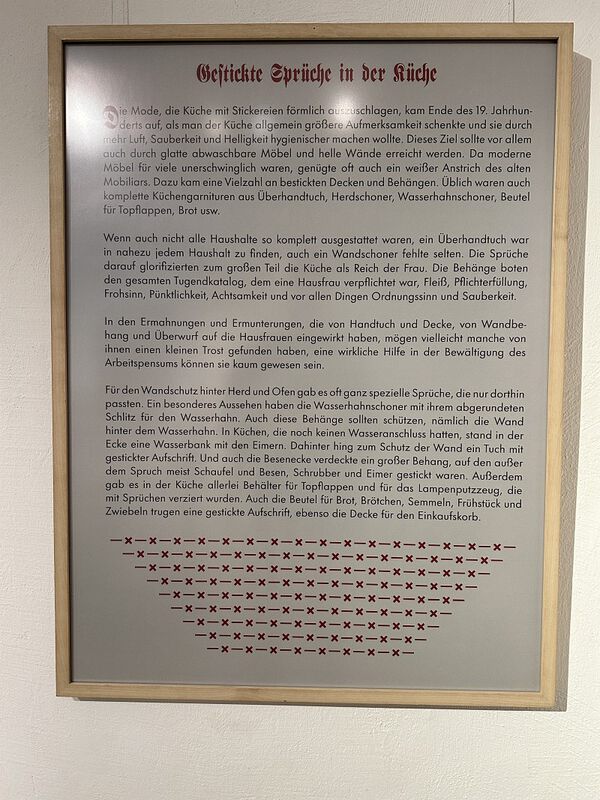 Gestickte Sprüche in der Küche
Die Mode, die Küche mit Stickereien förmlich auszuschlagen, kam Ende des 19. Jahrhun-
derts auf, als man der Küche allgemein größere Aufmerksamkeit schenkte und sie durch
mehr Luft, Sauberkeit und Helligkeit hygienischer machen wollte. Dieses Ziel sollte vor allem
auch durch glatte abwaschbare Möbel und helle Wände erreicht werden. Da moderne
Möbel für viele unerschwinglich waren, genügte oft auch ein weißer Anstrich des alten
Mobiliars. Dazu kam eine Vielzahl an bestickten Decken und Behängen. Üblich waren auch
komplette Küchengarnituren aus Überhandtuch, Herdschoner, Wasserhahnschoner, Beutel
für Topflappen, Brot usw.
Wenn auch nicht alle Haushalte so komplett ausgestattet waren, ein Überhandtuch war
in nahezu jedem Haushalt zu finden, auch ein Wandschoner fehlte selten. Die Sprüche
darauf glorifizierten zum großen Teil die Küche als Reich der Frau. Die Behänge boten
den gesamten Tugendkatalog, dem eine Hausfrau verpflichtet war, Fleiß, Pflichterfüllung,
Frohsinn, Pünktlichkeit, Achtsamkeit und vor allen Dingen Ordnungssinn und Sauberkeit.
In den Ermahnungen und Ermunterungen, die von Handtuch und Decke, von Wandbe-
hang und Überwurf auf die Hausfrauen eingewirkt haben, mögen vielleicht manche von
ihnen einen kleinen Trost gefunden haben, eine wirkliche Hilfe in der Bewältigung des
Arbeitspensums können sie kaum gewesen sein.
Für den Wandschutz hinter Herd und Ofen gab es oft ganz spezielle Sprüche, die nur dorthin
passten. Ein besonderes Aussehen haben die Wasserhahnschoner mit ihrem abgerundeten
Schlitz für den Wasserhahn. Auch diese Behänge sollten schützen, nämlich die Wand
hinter dem Wasserhahn. In Küchen, die noch keinen Wasseranschluss hatten, stand in der
Ecke eine Wasserbank mit den Eimern. Dahinter hing zum Schutz der Wand ein Tuch mit
gestickter Aufschrift. Und auch die Besenecke verdeckte ein großer Behang, auf den außer
dem Spruch meist Schaufel und Besen, Schrubber und Eimer gestickt waren. Außerdem
gab es in der Küche allerlei Behälter für Topflappen und für das Lampenputzzeug, die
mit Sprüchen verziert wurden. Auch die Beutel für Brot, Brötchen, Semmeln, Frühstück und
Zwiebeln trugen eine gestickte Aufschrift, ebenso die Decke für den Einkaufskorb.